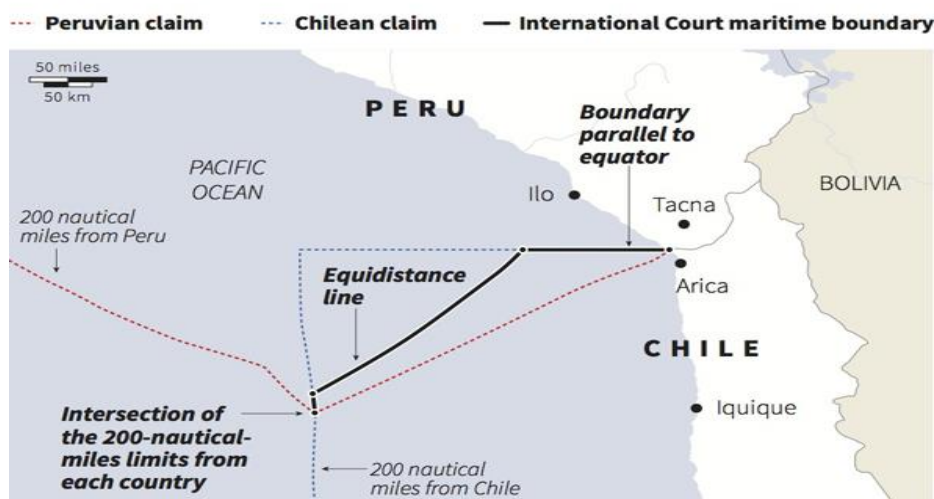 Peruvian claim
Chilean claim
International Court maritime boundary
50 miles
50 km
PERU
Boundary
parallel to
equator
PACIFIC
OCEAN
Ilo
BOLIVIA
200 nautical
miles from Peru
Tacna
Equidistance
line
Arica
CHILE
Intersection of
the 200-nautical-
miles limits from
each country
Iquique
200 nautical
miles from Chile